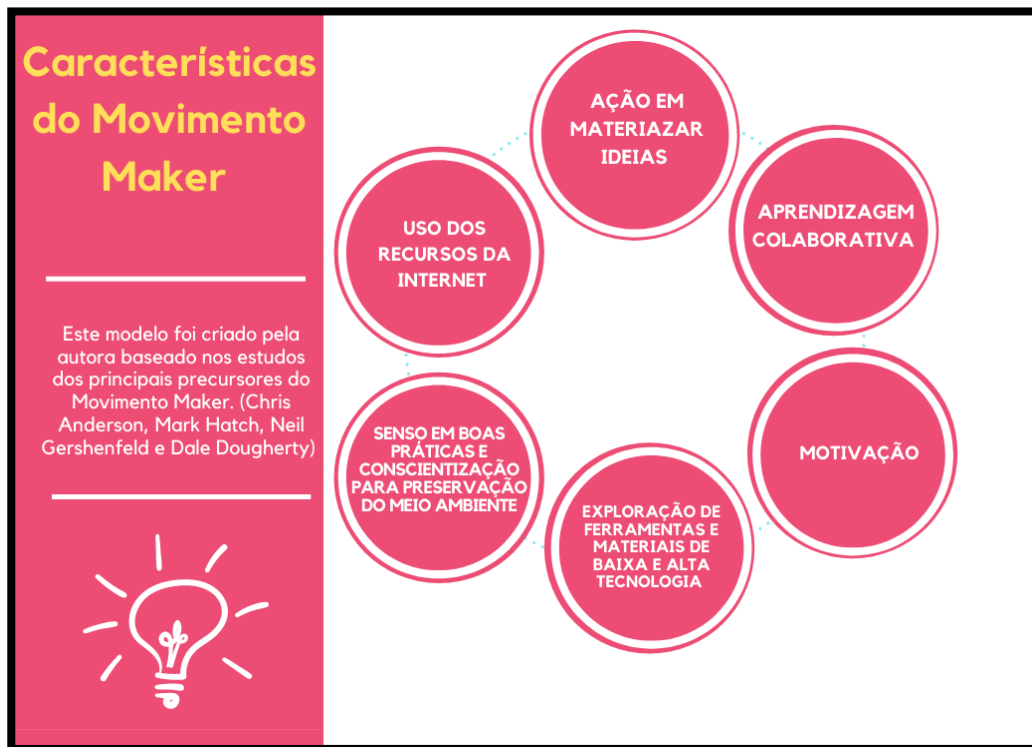 Características
do Movimento
Maker
Este modelo foi criado pela
autora baseado nos estudos
dos principais precursores do
Movimento Maker. (Chris
Anderson, Mark Hatch, Neil
Gershenfeld e Dale Dougherty)
AÇÃO EM
MATERIAZAR
IDEIAS
APRENDIZAGEM
COLABORATIVA
MOTIVAÇÃO
EXPLORAÇÃO DE
FERRAMENTAS E
MATERIAIS DE
BAIXA E ALTA
TECNOLOGIA
SENSO EM BOAS
PRÁTICAS E
CONSCIENTIZAÇÃO
PARA PRESERVAÇÃO
DO MEIO AMBIENTE
USO DOS
RECURSOS DA
INTERNET